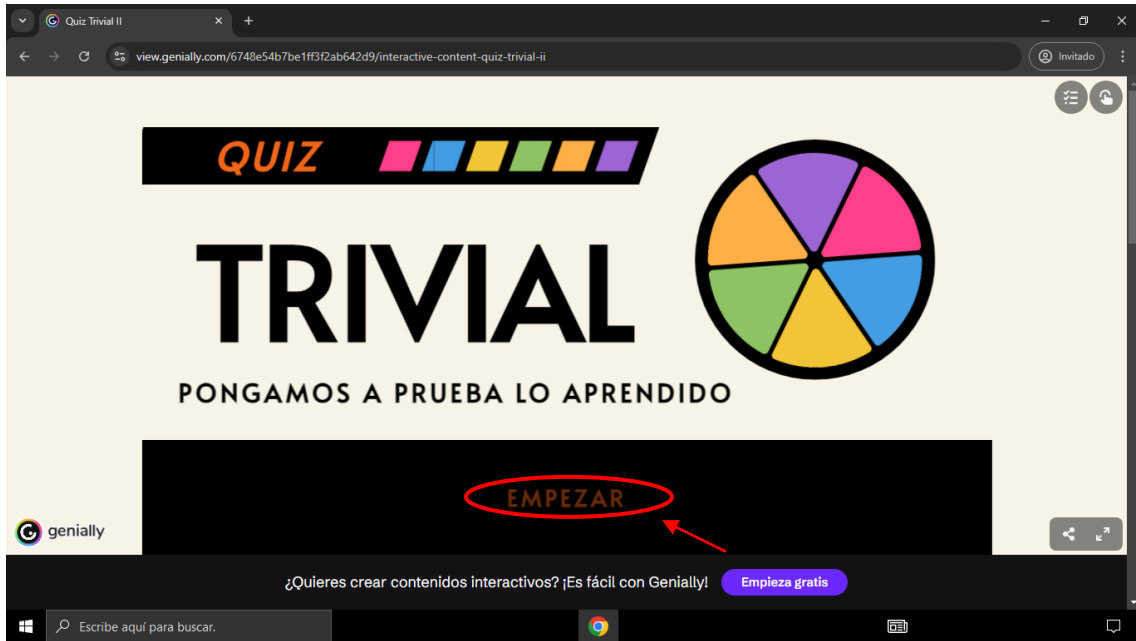 Quiz Trivial II
view.genially.com/6748e54b7be1ff3f2ab642d9/interactive-content-quiz-trivial-ii
Invitado
QUIZ
TRIVIAL
PONGAMOS A PRUEBA LO APRENDIDO
EMPEZAR
genially
¿Quieres crear contenidos interactivos? ¡Es fácil con Genially! Empieza gratis
Escribe aquí para buscar.